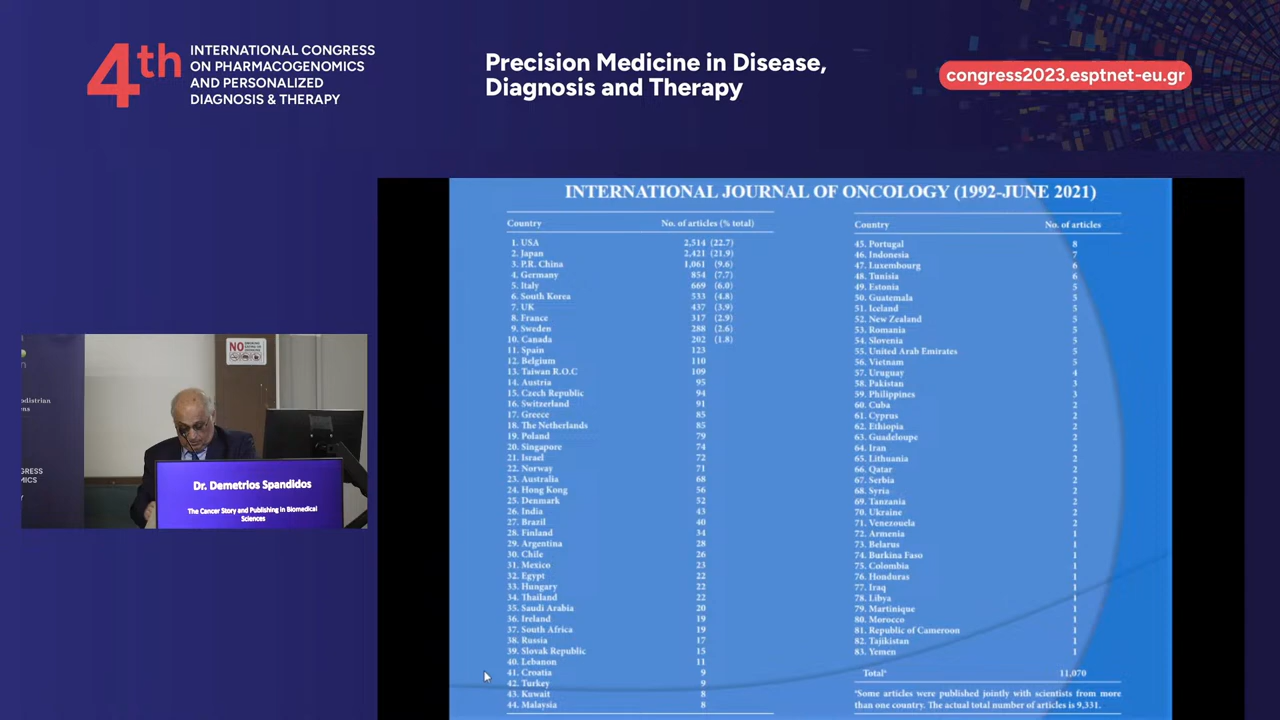 4th
INTERNATIONAL CONGRESS
ON PHARMACOGENOMICS
AND PERSONALIZED
DIAGNOSIS & THERAPY
Precision Medicine in Disease,
Diagnosis and Therapy
congress2023.esptnet-eu.gr
INTERNATIONAL JOURNAL OF ONCOLOGY (1992-JUNE 2021)
Country No. of articles (% total)
1. USA 2,514 (22.7)
2. Japan 2,421 (21.9)
3. P.R. China 1,061 (9.6)
4. Germany 854 (7.7)
5. Italy 669 (6.0)
6. South Korea 533 (4.8)
7. UK 437 (3.9)
8. France 317 (2.9)
9. Sweden 288 (2.6)
10. Canada 202 (1.8)
11. Spain 123
12. Belgium 110
13. Taiwan R.O.C 109
14. Austria 95
15. Czech Republic 94
16. Switzerland 91
17. Greece 85
18. The Netherlands 85
19. Poland 79
20. Singapore 74
21. Israel 72
22. Norway 71
23. Australia 68
24. Hong Kong 56
25. Denmark 52
26. India 43
27. Brazil 40
28. Finland 34
29. Argentina 28
30. Chile 26
31. Mexico 23
32. Egypt 22
33. Hungary 22
34. Thailand 22
35. Saudi Arabia 20
36. Ireland 19
37. South Africa 19
38. Russia 17
39. Slovak Republic 15
40. Lebanon 11
41. Croatia 9
42. Turkey 9
43. Kuwait 8
44. Malaysia 8
Country No. of articles
45. Portugal 8
46. Indonesia 7
47. Luxembourg 6
48. Tunisia 6
49. Estonia 5
50. Guatemala 5
51. Iceland 5
52. New Zealand 5
53. Romania 5
54. Slovenia 5
55. United Arab Emirates 5
56. Vietnam 5
57. Uruguay 4
58. Pakistan 3
59. Philippines 3
60. Cuba 2
61. Cyprus 2
62. Ethiopia 2
63. Guadeloupe 2
64. Iran 2
65. Lithuania 2
66. Qatar 2
67. Serbia 2
68. Syria 2
69. Tanzania 2
70. Ukraine 2
71. Venezouela 2
72. Armenia 1
73. Belarus 1
74. Burkina Faso 1
75. Colombia 1
76. Honduras 1
77. Iraq 1
78. Libya 1
79. Martinique 1
80. Morocco 1
81. Republic of Cameroon 1
82. Tajikistan 1
83. Yemen 1
Totalª 11,070
ªSome articles were published jointly with scientists from more
than one country. The actual total number of articles is 9,331.
NO
Dr. Demetrios Spandidos
The Cancer Story and Publishing in Biomedical
Sciences